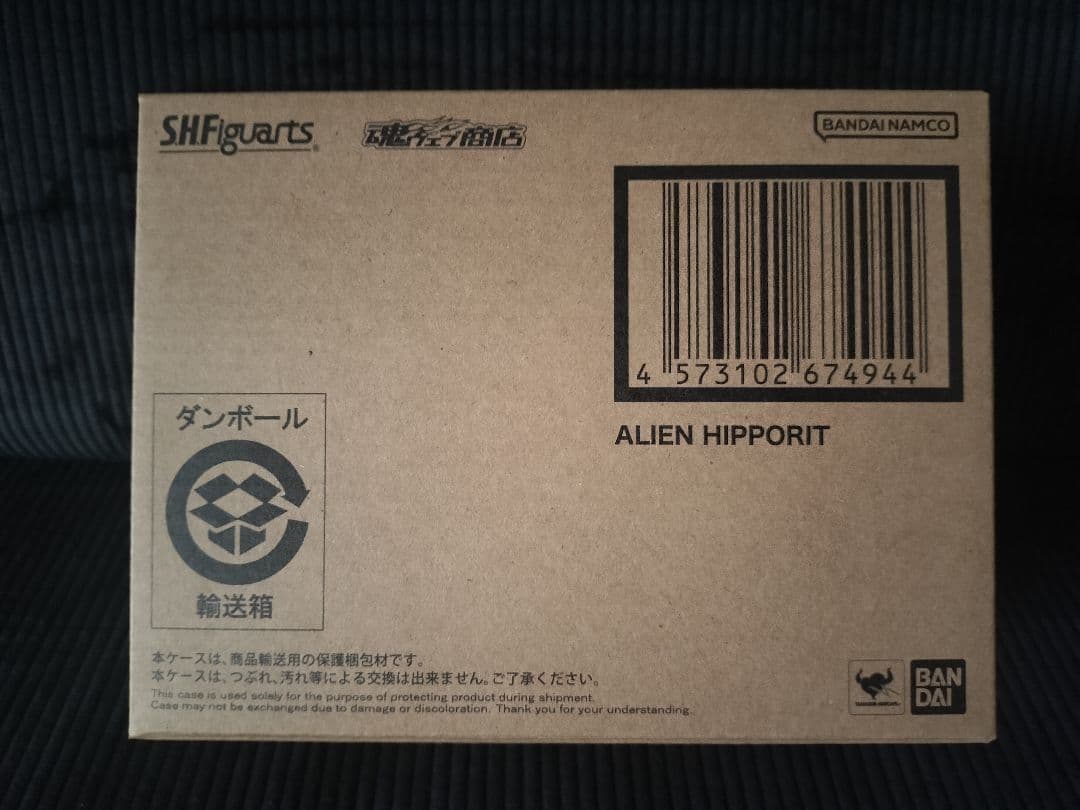 S.H.Figuarts
魂ウェブ商店
BANDAI NAMCO
4 573102 674944
ALIEN HIPPORIT
ダンボール
輸送箱
本ケースは、商品輸送用の保護梱包材です。
本ケースは、つぶれ、汚れ等による交換は出来ません。ご了承ください。
This case is used solely for the purpose of protecting product during shipment.
Case may not be exchanged due to damage or discoloration. Thank you for your understanding.
BAN
DAI